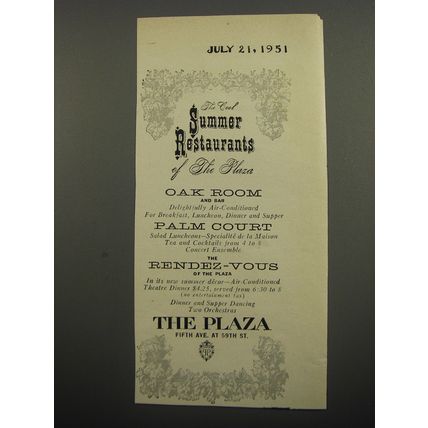 JULY 21, 1951
The Cool
Summer
Restaurants
of The Plaza
OAK ROOM
AND BAR
Delightfully Air-Conditioned
For Breakfast, Luncheon, Dinner and Supper
PALM COURT
Salad Luncheons—Specialité de la Maison
Tea and Cocktails from 4 to 8
Concert Ensemble
THE
RENDEZ-VOUS
OF THE PLAZA
In its new summer décor—Air-Conditioned
Theatre Dinner $4.25, served from 6:30 to 8
(no entertainment tax)
Dinner and Supper Dancing
Two Orchestras
THE PLAZA
FIFTH AVE. AT 59TH ST.